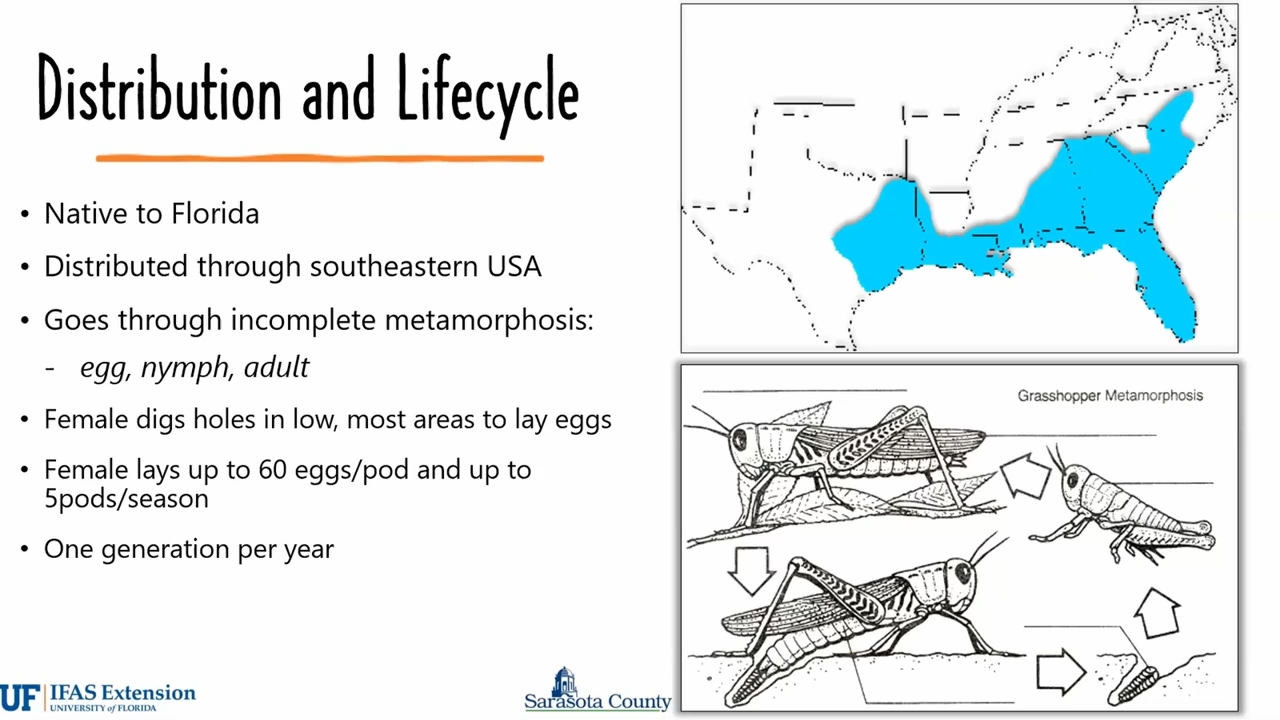 Distribution and Lifecycle
• Native to Florida
• Distributed through southeastern USA
• Goes through incomplete metamorphosis:
- egg, nymph, adult
• Female digs holes in low, most areas to lay eggs
• Female lays up to 60 eggs/pod and up to
5pods/season
• One generation per year
Grasshopper Metamorphosis
UF IFAS Extension
UNIVERSITY of FLORIDA
Sarasota County